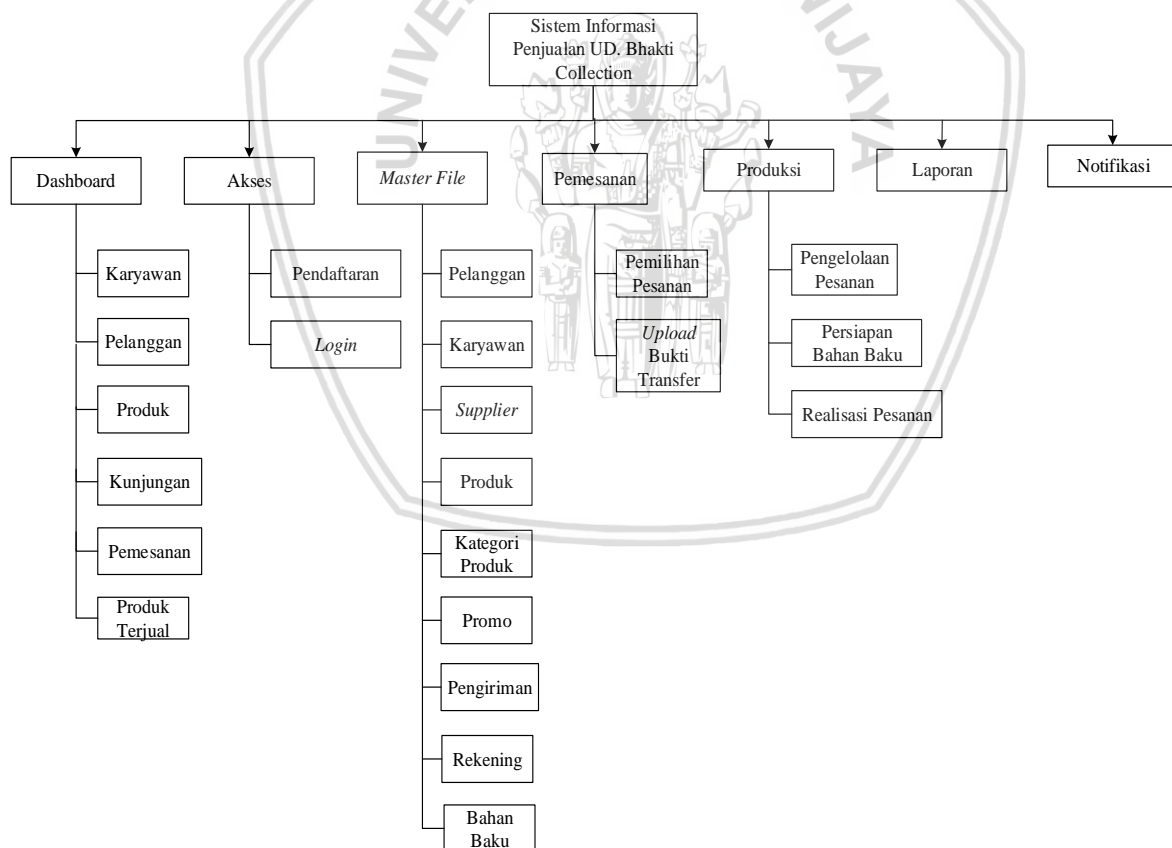 Sistem Informasi
Penjualan UD. Bhakti
Collection
UNIVE
WIJAYA
Dashboard
Akses
Master File
Pemesanan
Produksi
Laporan
Notifikasi
Karyawan
Pelanggan
Produk
Kunjungan
Pemesanan
Produk
Terjual
Pendaftaran
Login
Pelanggan
Karyawan
Supplier
Produk
Kategori
Produk
Promo
Pengiriman
Rekening
Bahan
Baku
Pemilihan
Pesanan
Upload
Bukti
Transfer
Pengelolaan
Pesanan
Persiapan
Bahan Baku
Realisasi Pesanan